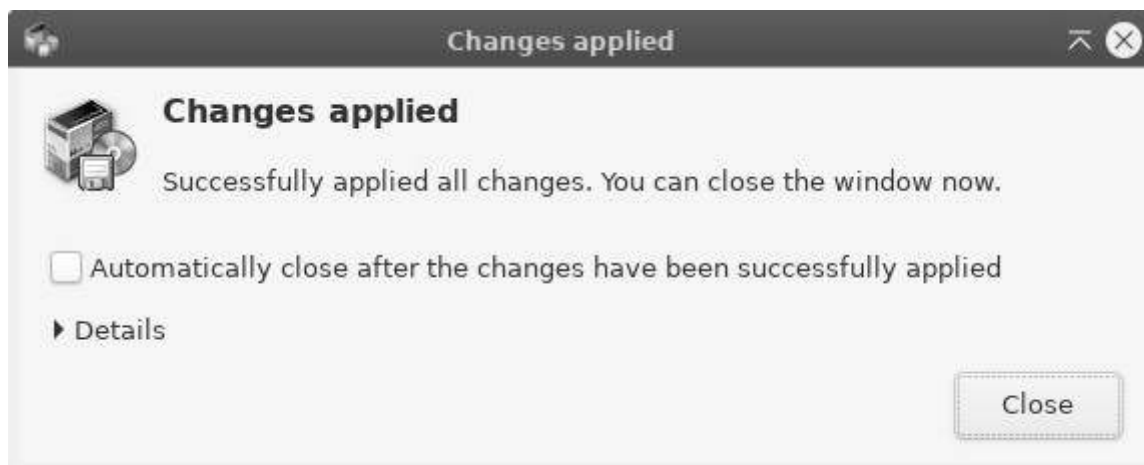 Changes applied
Changes applied
Successfully applied all changes. You can close the window now.
Automatically close after the changes have been successfully applied
Details
Close